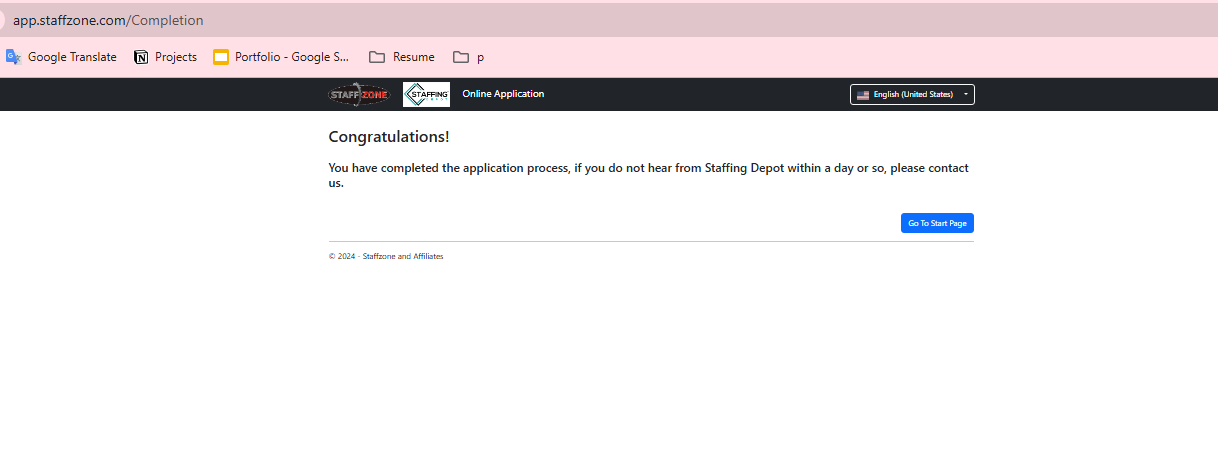 app.staffzone.com/Completion
Google Translate Projects Portfolio - Google S... Resume p
STAFF ZONE STAFFING Online Application English (United States)
Congratulations!
You have completed the application process, if you do not hear from Staffing Depot within a day or so, please contact
us.
Go To Start Page
© 2024 - Staffzone and Affiliates